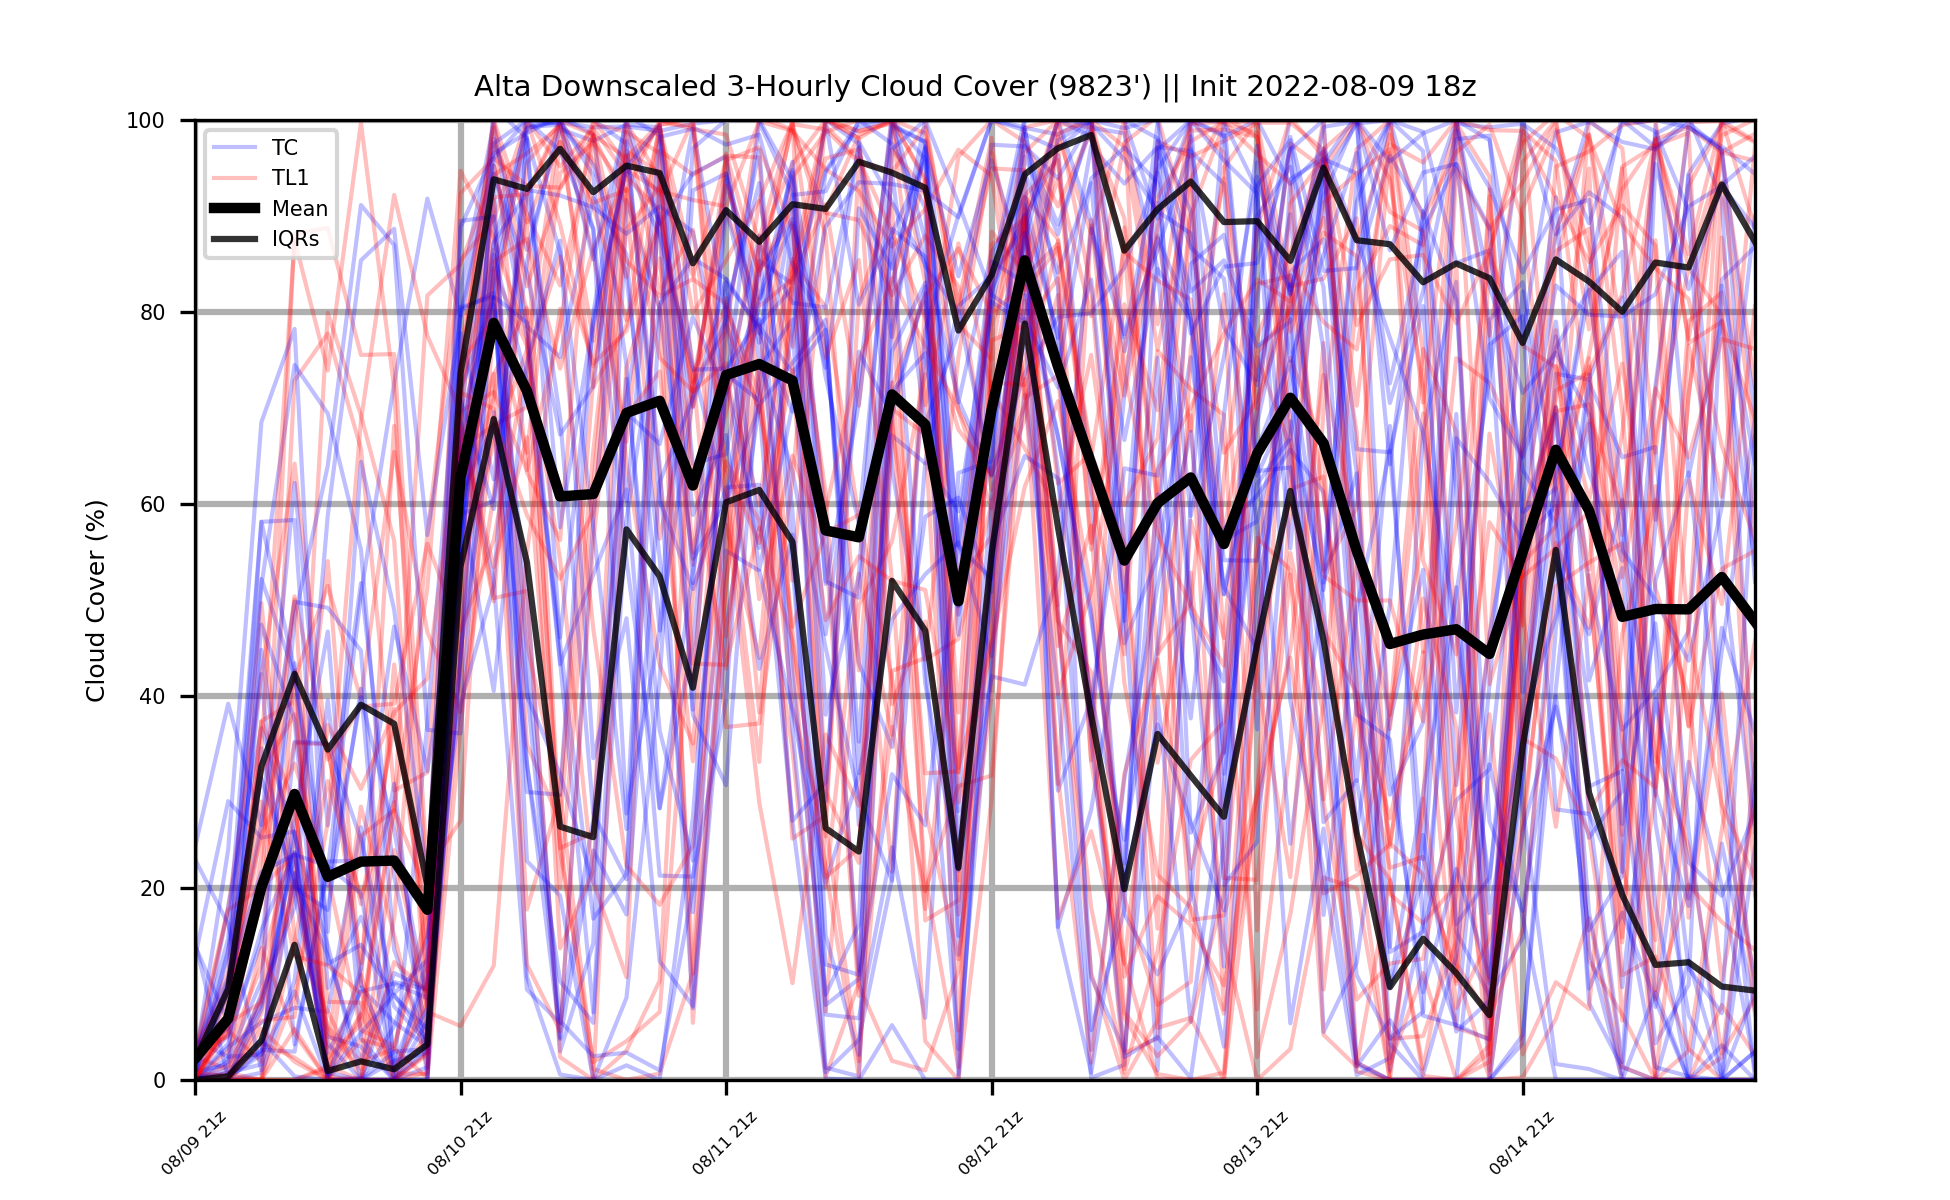 Alta Downscaled 3-Hourly Cloud Cover (9823') || Init 2022-08-09 18z
TC
TL1
Mean
IQRs
Cloud Cover (%)
100
80
60
40
20
0
08/09 21z
08/10 21z
08/11 21z
08/12 21z
08/13 21z
08/14 21z